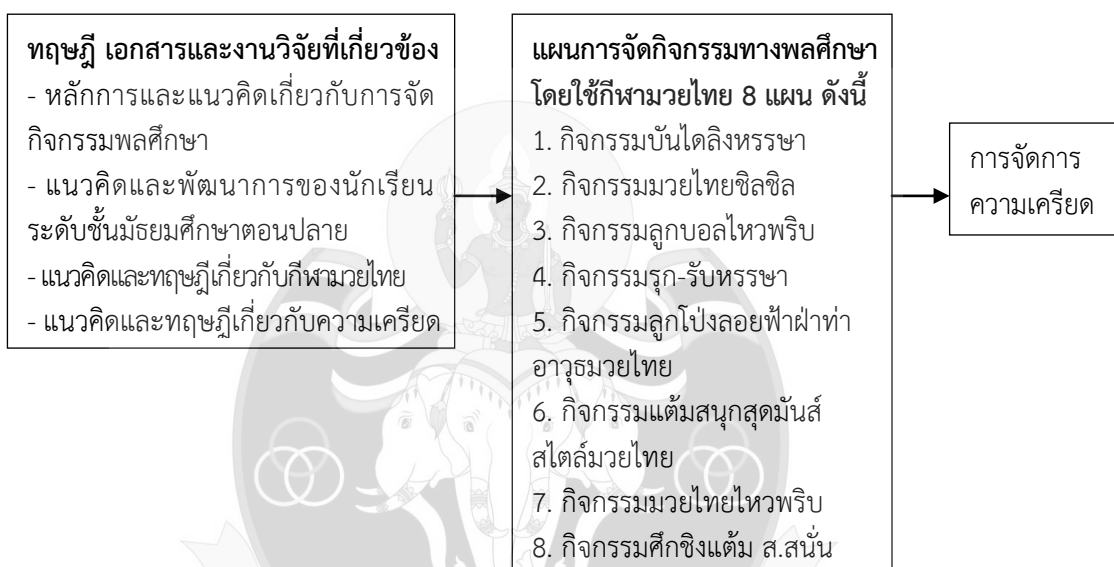 ทฤษฎี เอกสารและงานวิจัยที่เกี่ยวข้อง
- หลักการและแนวคิดเกี่ยวกับการจัด
กิจกรรมพลศึกษา
- แนวคิดและพัฒนาการของนักเรียน
ระดับชั้นมัธยมศึกษาตอนปลาย
- แนวคิดและทฤษฎีเกี่ยวกับกีฬามวยไทย
- แนวคิดและทฤษฎีเกี่ยวกับความเครียด
แผนการจัดกิจกรรมทางพลศึกษา
โดยใช้กีฬามวยไทย 8 แผน ดังนี้
1. กิจกรรมบันไดลิงหรรษา
2. กิจกรรมมวยไทยชิลชิล
3. กิจกรรมลูกบอลไหวพริบ
4. กิจกรรมรุก-รับหรรษา
5. กิจกรรมลูกโป่งลอยฟ้าฝ่าท่า
อาวุธมวยไทย
6. กิจกรรมแต้มสนุกสุดมันส์
สไตล์มวยไทย
7. กิจกรรมมวยไทยไหวพริบ
8. กิจกรรมศึกชิงแต้ม ส.สนั่น
การจัดการ
ความเครียด